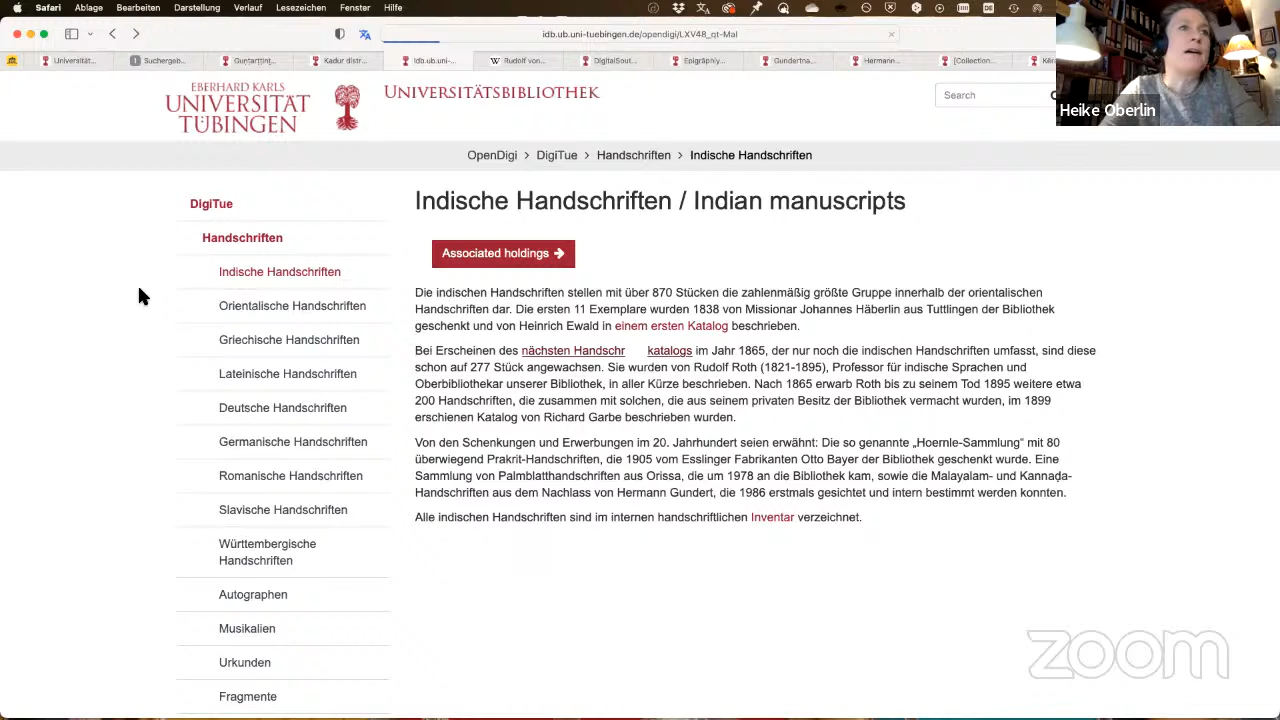 Safari Ablage Bearbeiten Darstellung Verlauf Lesezeichen Fenster Hilfe
idb.ub.uni-tuebingen.de/opendigi/LXV48_qt-Mal
Universität... Suchergeb... Kadur distr... idb.ub.uni-... Rudolf von... DigitalSout... Epigraphy... Gundertna... Hermann... [Collection...
EBERHARD KARLS
UNIVERSITÄT
TÜBINGEN
UNIVERSITÄTSBIBLIOTHEK
Search
Heike Oberlin
OpenDigi > DigiTue > Handschriften > Indische Handschriften
DigiTue
Handschriften
Indische Handschriften
Orientalische Handschriften
Griechische Handschriften
Lateinische Handschriften
Deutsche Handschriften
Germanische Handschriften
Romanische Handschriften
Slavische Handschriften
Württembergische
Handschriften
Autographen
Musikalien
Urkunden
Fragmente
Indische Handschriften / Indian manuscripts
Associated holdings
Die indischen Handschriften stellen mit über 870 Stücken die zahlenmäßig größte Gruppe innerhalb der orientalischen
Handschriften dar. Die ersten 11 Exemplare wurden 1838 von Missionar Johannes Häberlin aus Tuttlingen der Bibliothek
geschenkt und von Heinrich Ewald in einem ersten Katalog beschrieben.
Bei Erscheinen des nächsten Handschr katalogs im Jahr 1865, der nur noch die indischen Handschriften umfasst, sind diese
schon auf 277 Stück angewachsen. Sie wurden von Rudolf Roth (1821-1895), Professor für indische Sprachen und
Oberbibliothekar unserer Bibliothek, in aller Kürze beschrieben. Nach 1865 erwarb Roth bis zu seinem Tod 1895 weitere etwa
200 Handschriften, die zusammen mit solchen, die aus seinem privaten Besitz der Bibliothek vermacht wurden, im 1899
erschienen Katalog von Richard Garbe beschrieben wurden.
Von den Schenkungen und Erwerbungen im 20. Jahrhundert seien erwähnt: Die so genannte „Hoernle-Sammlung“ mit 80
überwiegend Prakrit-Handschriften, die 1905 vom Esslinger Fabrikanten Otto Bayer der Bibliothek geschenkt wurde. Eine
Sammlung von Palmblatthandschriften aus Orissa, die um 1978 an die Bibliothek kam, sowie die Malayalam- und Kannaḍa-
Handschriften aus dem Nachlass von Hermann Gundert, die 1986 erstmals gesichtet und intern bestimmt werden konnten.
Alle indischen Handschriften sind im internen handschriftlichen Inventar verzeichnet.
zoom